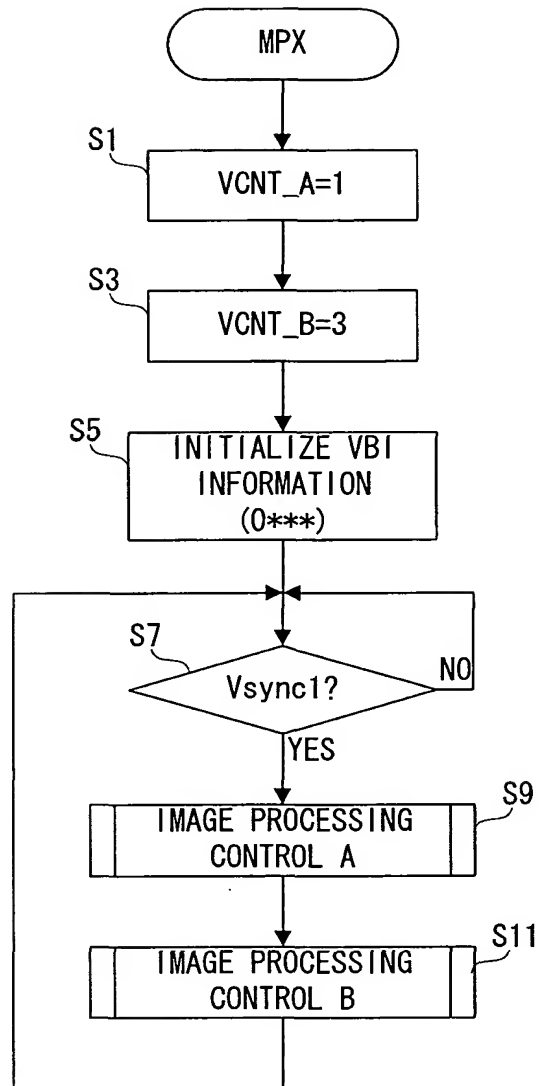 MPX
S1
VCNT_A=1
S3
VCNT_B=3
S5
INITIALIZE VBI
INFORMATION
(0***)
S7
Vsync1?
NO
YES
S9
IMAGE PROCESSING
CONTROL A
S11
IMAGE PROCESSING
CONTROL B